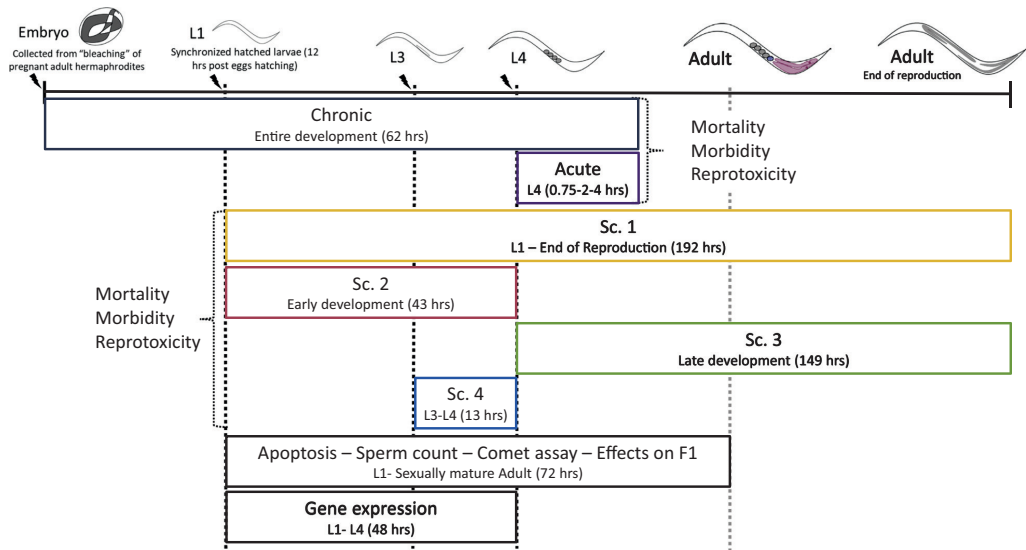 Embryo
Collected from "bleaching" of
pregnant adult hermaphrodites
L1
Synchronized hatched larvae (12
hrs post eggs hatching)
L3
L4
Adult
Adult
End of reproduction
Chronic
Entire development (62 hrs)
Acute
L4 (0.75-2-4 hrs)
Mortality
Morbidity
Reprotoxicity
Sc. 1
L1 – End of Reproduction (192 hrs)
Sc. 2
Early development (43 hrs)
Mortality
Morbidity
Reprotoxicity
Sc. 3
Late development (149 hrs)
Sc. 4
L3-L4 (13 hrs)
Apoptosis – Sperm count – Comet assay – Effects on F1
L1- Sexually mature Adult (72 hrs)
Gene expression
L1- L4 (48 hrs)